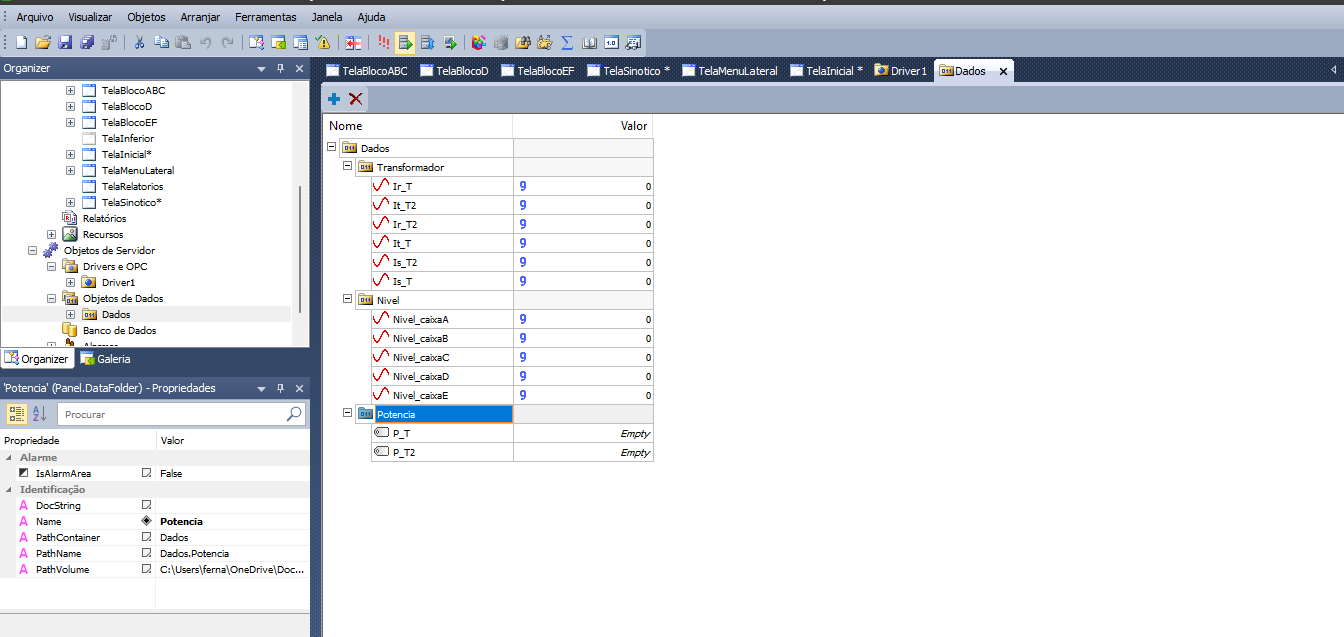 Arquivo Visualizar Objetos Arranjar Ferramentas Janela Ajuda
Organizer
TelaBlocoABC
TelaBlocoD
TelaBlocoEF
TelaInferior
TelaInicial*
TelaMenuLateral
TelaRelatorios
TelaSinotico*
Relatórios
Recursos
Objetos de Servidor
Drivers e OPC
Driver1
Objetos de Dados
Dados
Banco de Dados
Organizer Galeria
'Potencia' (Panel.DataFolder) - Propriedades
Procurar
Propriedade Valor
Alarme
IsAlarmArea False
Identificação
DocString
Name Potencia
PathContainer Dados
PathName Dados.Potencia
PathVolume C:\Users\ferna\OneDrive\Doc...
TelaBlocoABC TelaBlocoD TelaBlocoEF TelaSinotico * TelaMenuLateral TelaInicial * Driver1 Dados
Nome Valor
Dados
Transformador
Ir_T 9 0
It_T2 9 0
Ir_T2 9 0
It_T 9 0
Is_T2 9 0
Is_T 9 0
Nivel
Nivel_caixaA 9 0
Nivel_caixaB 9 0
Nivel_caixaC 9 0
Nivel_caixaD 9 0
Nivel_caixaE 9 0
Potencia
P_T Empty
P_T2 Empty